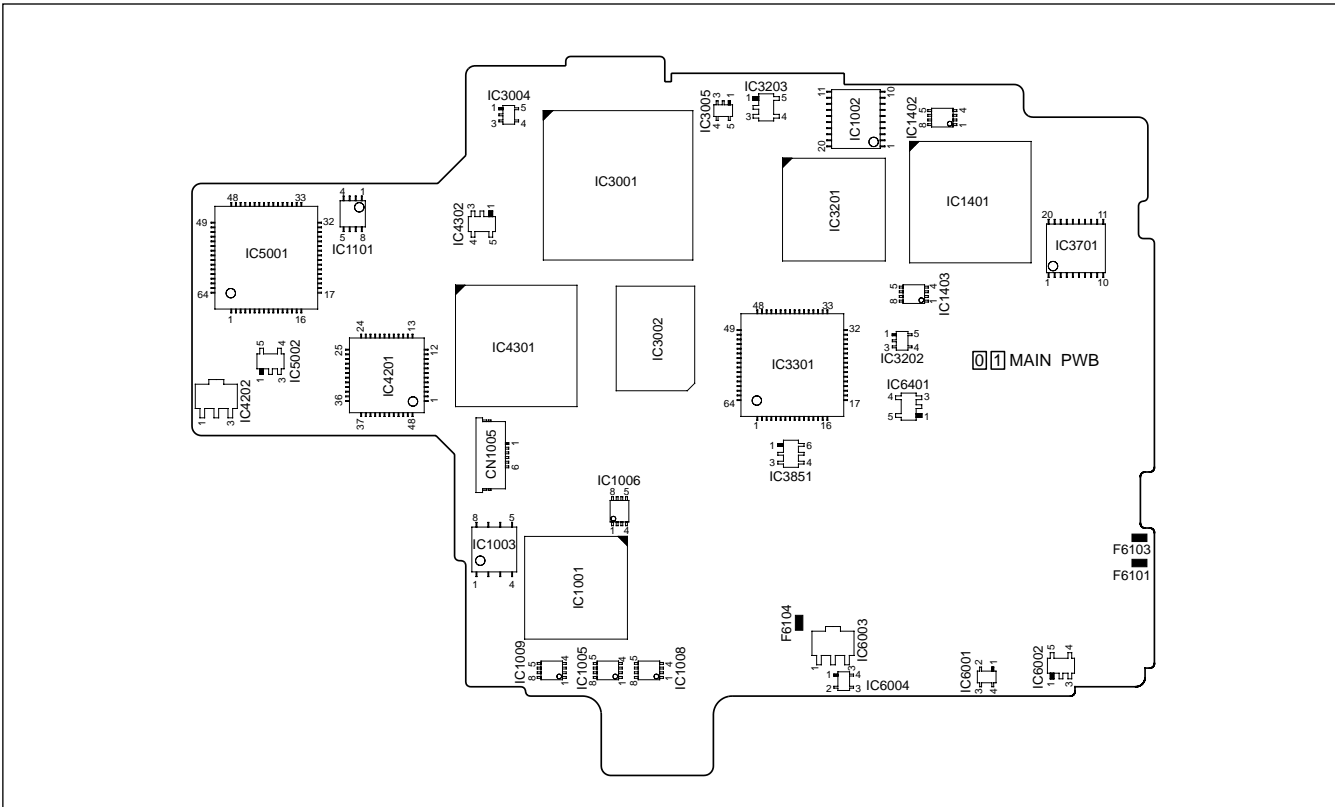 IC3004
1 5
3 4
IC3001
3 1
IC3005
4 5
IC3203
1 5
3 4
11 10
IC1002
20 1
5 4
IC1402
8 1
IC3201
IC1401
20 11
IC3701
1 10
48 33
49 32
IC5001
64 17
1 16
4 1
5 8
IC1101
3 1
IC4302
4 5
5 4
IC1403
8 1
1 5
3 4
IC3202
01 MAIN PWB
IC4301
IC3002
48 33
49 32
IC3301
64 17
1 16
5 4
IC5002
1 3
IC4202
1 3
24 13
25 12
IC4201
36 1
37 48
IC6401
4 3
5 1
1 6
3 4
IC3851
CN1005
1
6
IC1006
8 5
1 4
8 5
IC1003
1 4
IC1001
F6103
F6101
F6104
IC6003
1 3
5 4
IC1009
8 1
5 4
IC1005
8 1
5 4
IC1008
8 1
1 4
2 3
IC6004
2 1
IC6001
3 4
5 4
IC6002
1 3